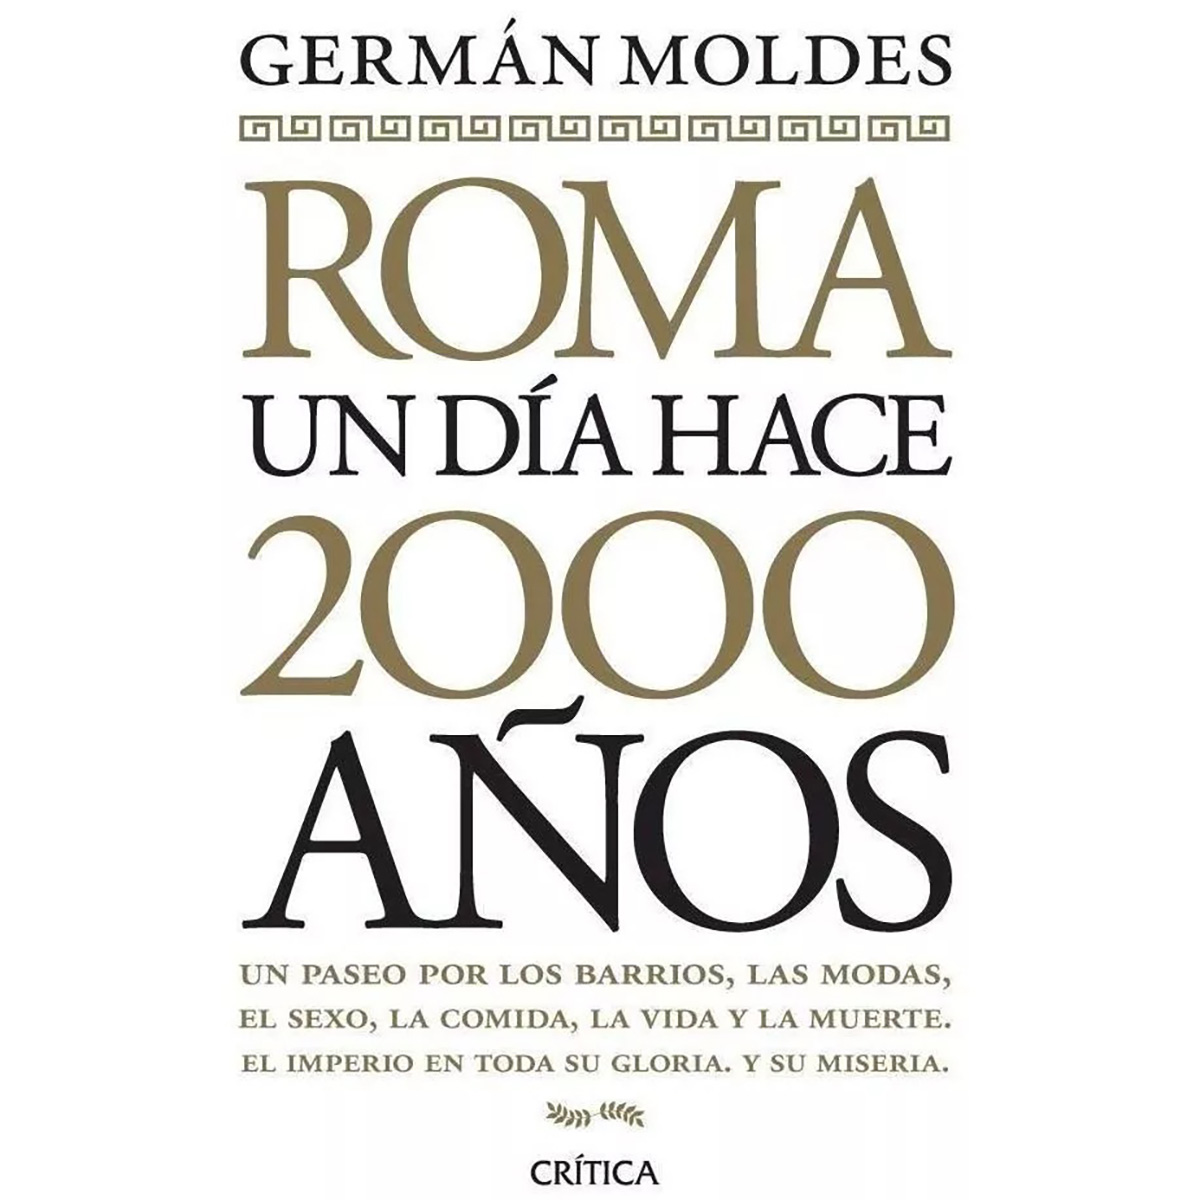 GERMÁN MOLDES
ROMA
UN DÍA HACE
2000
AÑOS
UN PASEO POR LOS BARRIOS, LAS MODAS,
EL SEXO, LA COMIDA, LA VIDA Y LA MUERTE.
EL IMPERIO EN TODA SU GLORIA. Y SU MISERIA.
CRÍTICA